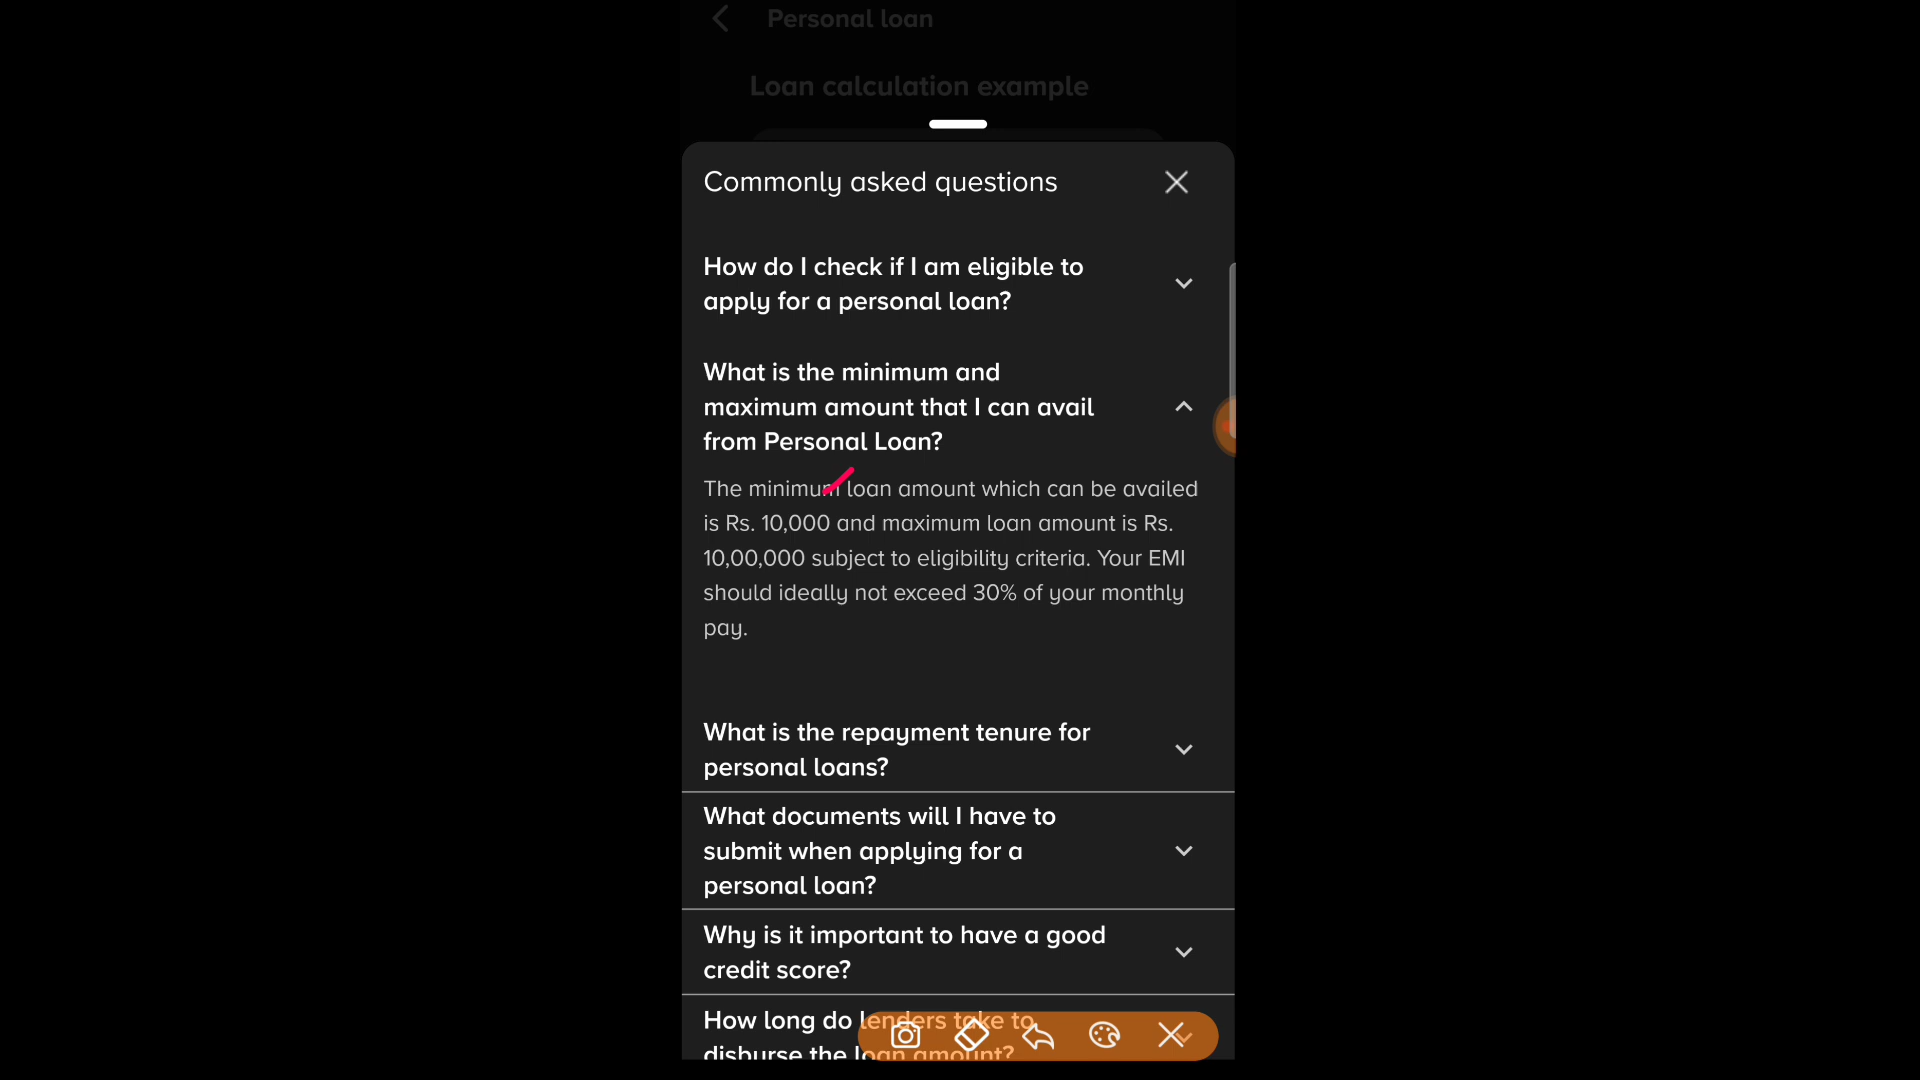 Personal loan
Loan calculation example
Commonly asked questions
How do I check if I am eligible to
apply for a personal loan?
What is the minimum and
maximum amount that I can avail
from Personal Loan?
The minimum loan amount which can be availed
is Rs. 10,000 and maximum loan amount is Rs.
10,00,000 subject to eligibility criteria. Your EMI
should ideally not exceed 30% of your monthly
pay.
What is the repayment tenure for
personal loans?
What documents will I have to
submit when applying for a
personal loan?
Why is it important to have a good
credit score?
How long do lenders take to
disburse the loan amount?